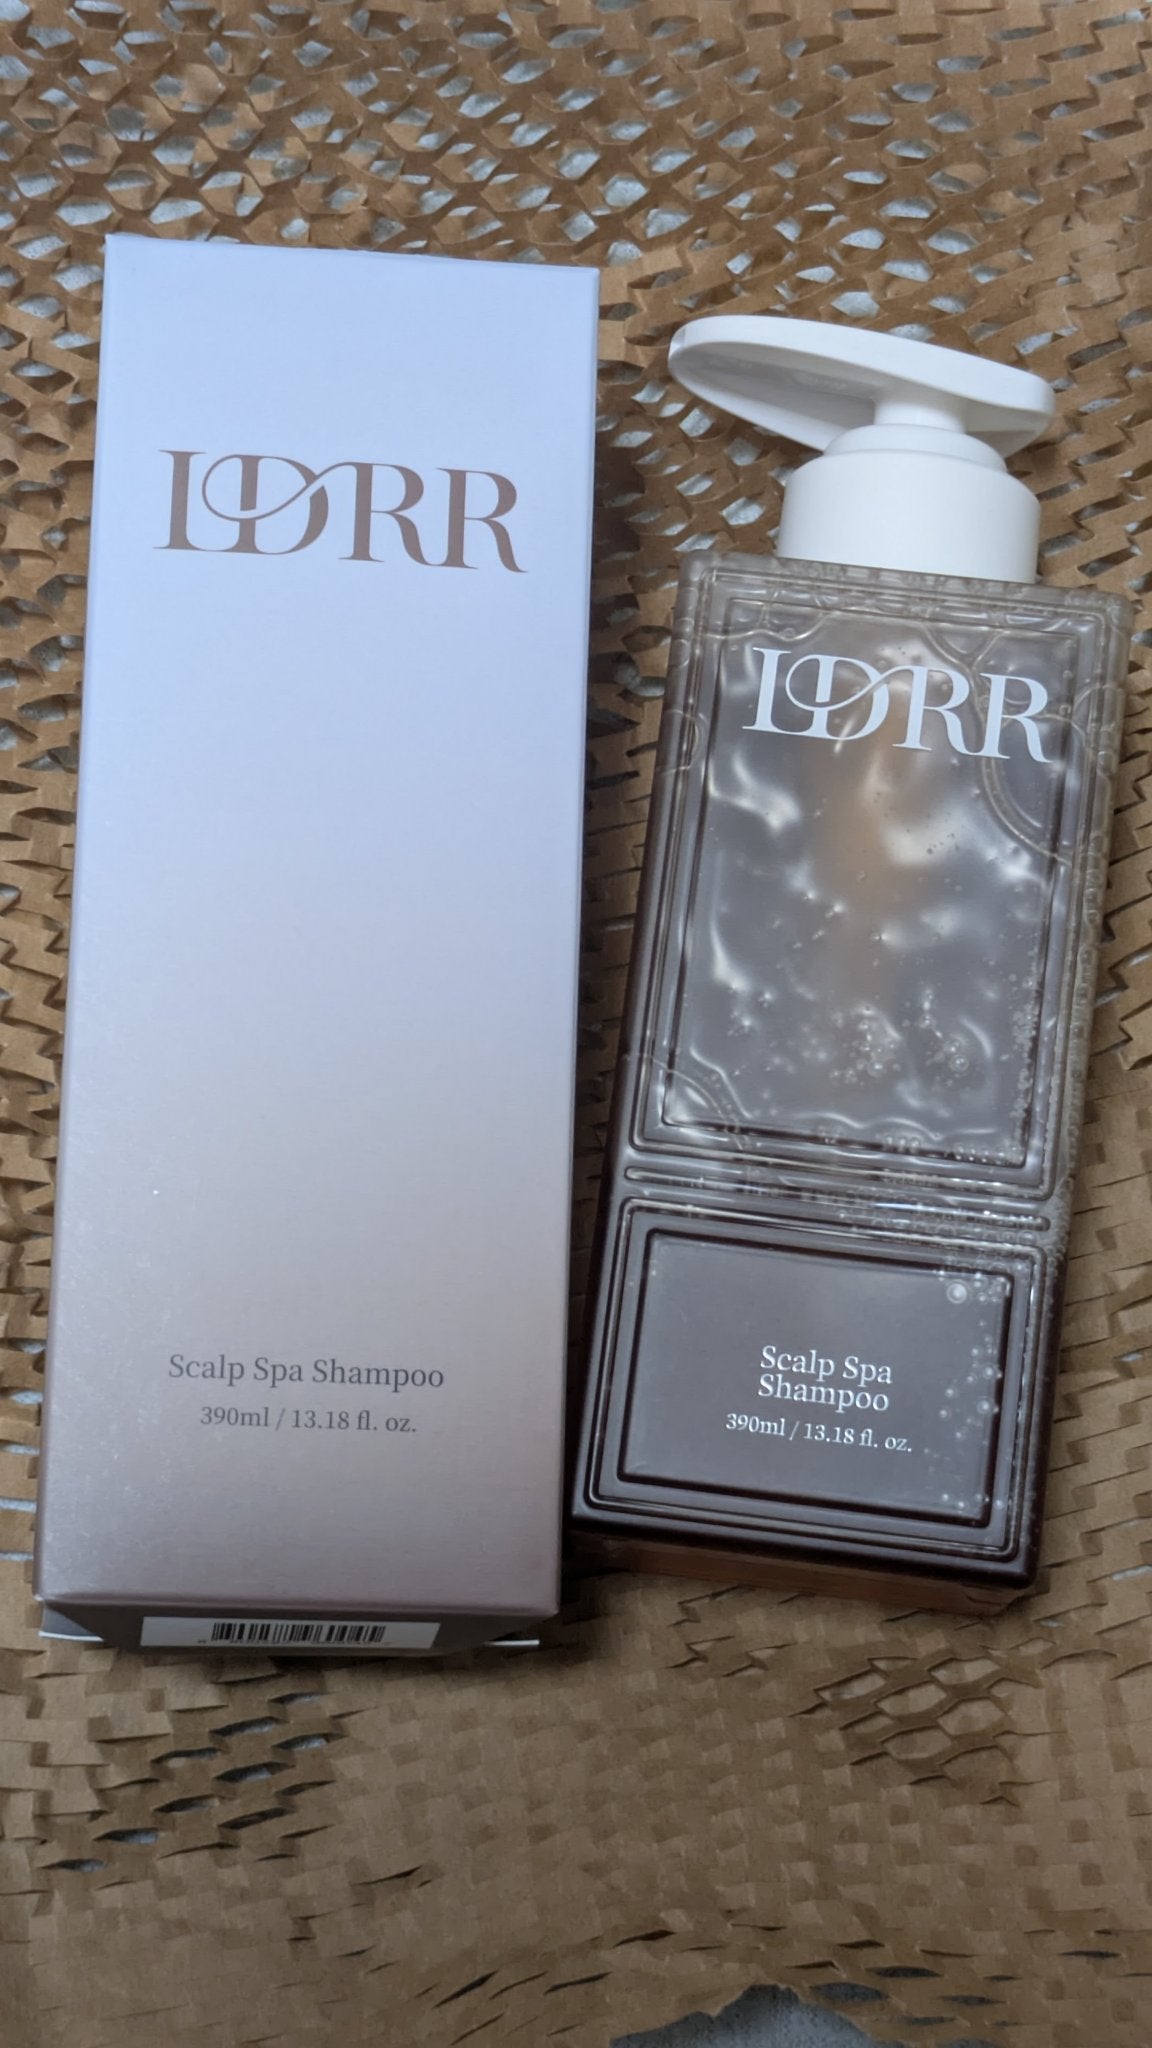 LDRR
Scalp Spa Shampoo
390ml / 13.18 fl. oz.
LDRR
Scalp Spa
Shampoo
390ml / 13.18 fl. oz.